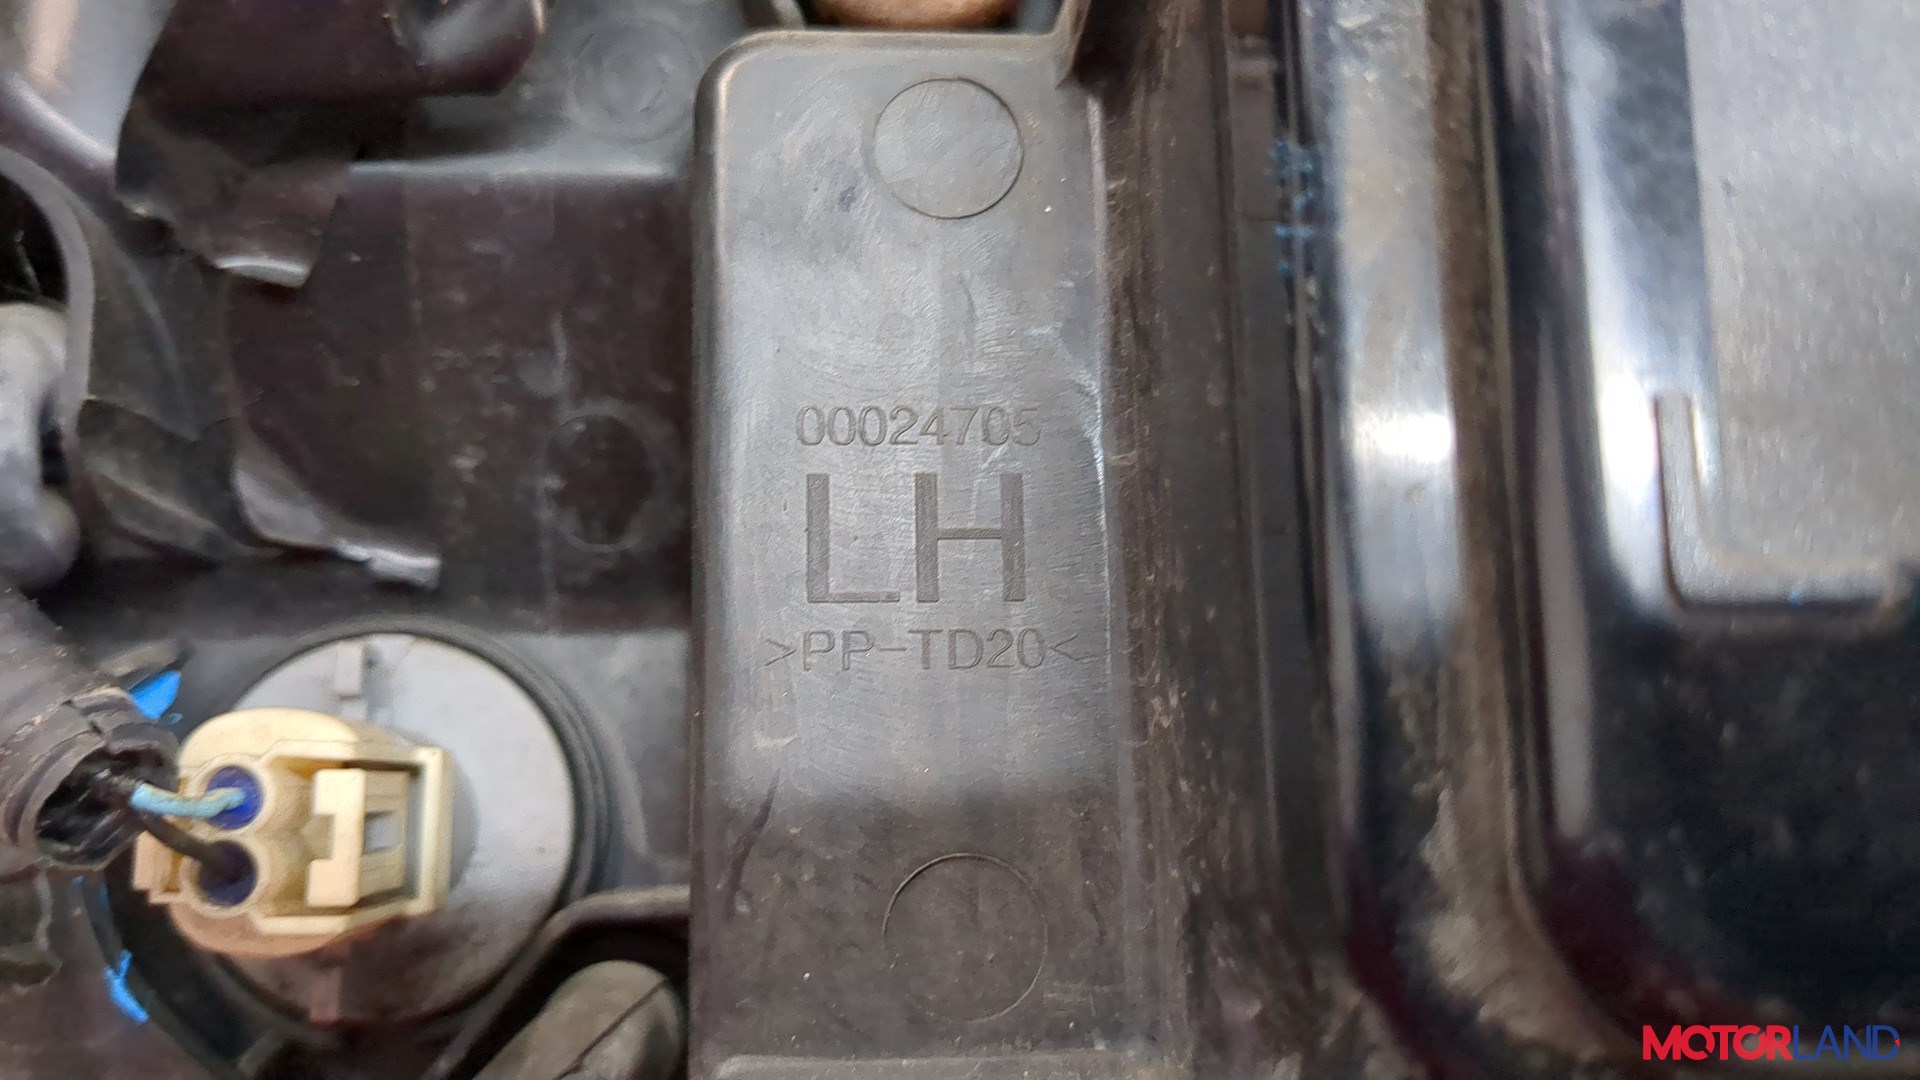 00024705
LH
>PP-TD20<
MOTORLAND